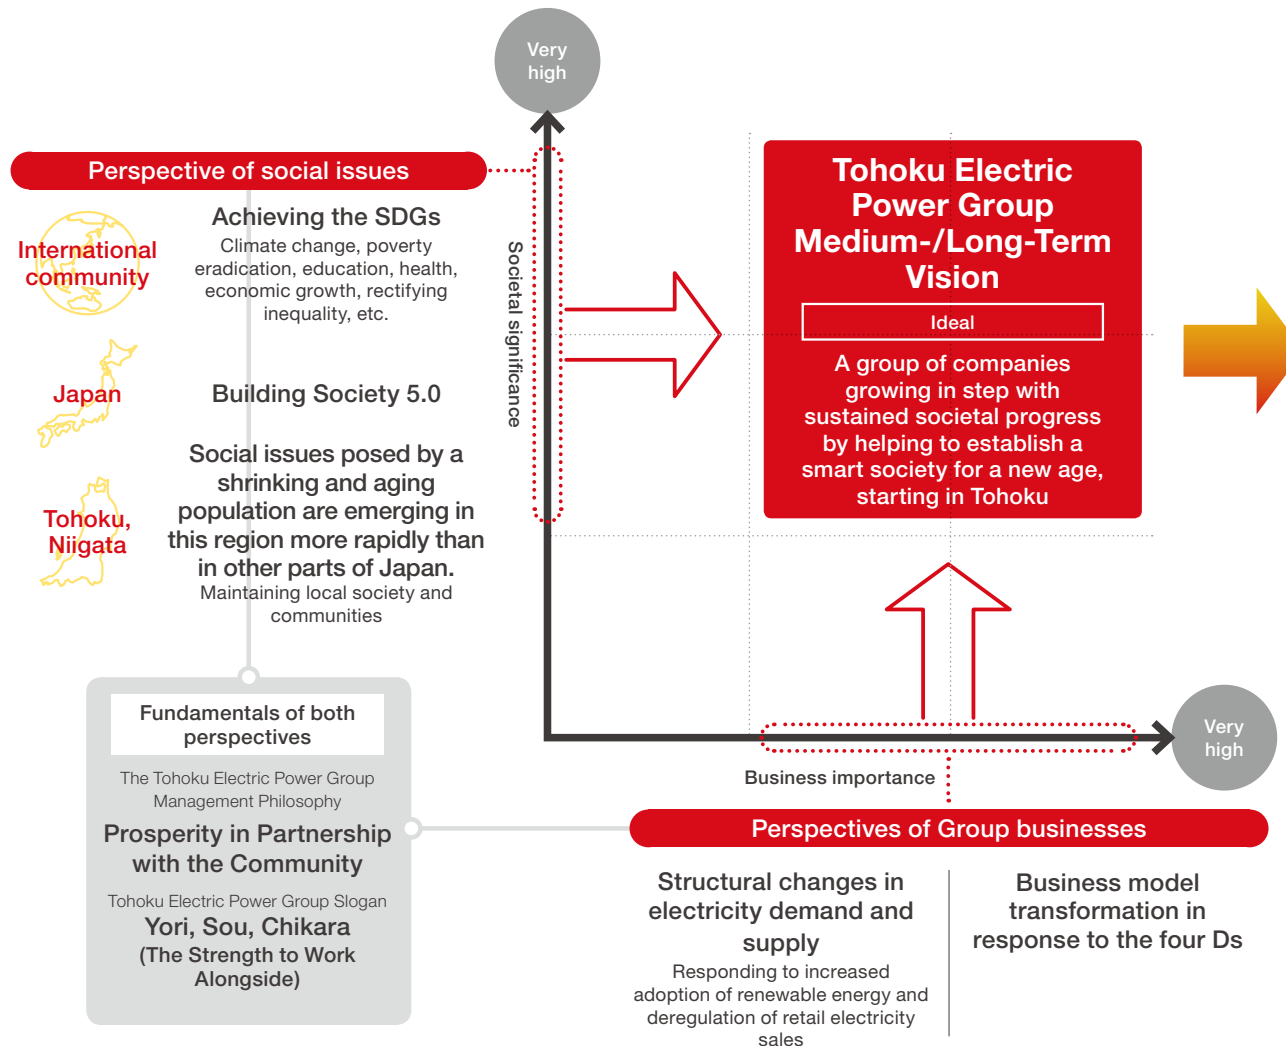 Very
high
Perspective of social issues
International
community
Achieving the SDGs
Climate change, poverty
eradication, education, health,
economic growth, rectifying
inequality, etc.
Japan
Building Society 5.0
Tohoku,
Niigata
Social issues posed by a
shrinking and aging
population are emerging in
this region more rapidly than
in other parts of Japan.
Maintaining local society and
communities
Societal significance
Tohoku Electric
Power Group
Medium-/Long-Term
Vision
Ideal
A group of companies
growing in step with
sustained societal progress
by helping to establish a
smart society for a new age,
starting in Tohoku
Fundamentals of both
perspectives
The Tohoku Electric Power Group
Management Philosophy
Prosperity in Partnership
with the Community
Tohoku Electric Power Group Slogan
Yori, Sou, Chikara
(The Strength to Work
Alongside)
Business importance
Very
high
Perspectives of Group businesses
Structural changes in
electricity demand and
supply
Responding to increased
adoption of renewable energy and
deregulation of retail electricity
sales
Business model
transformation in
response to the four Ds